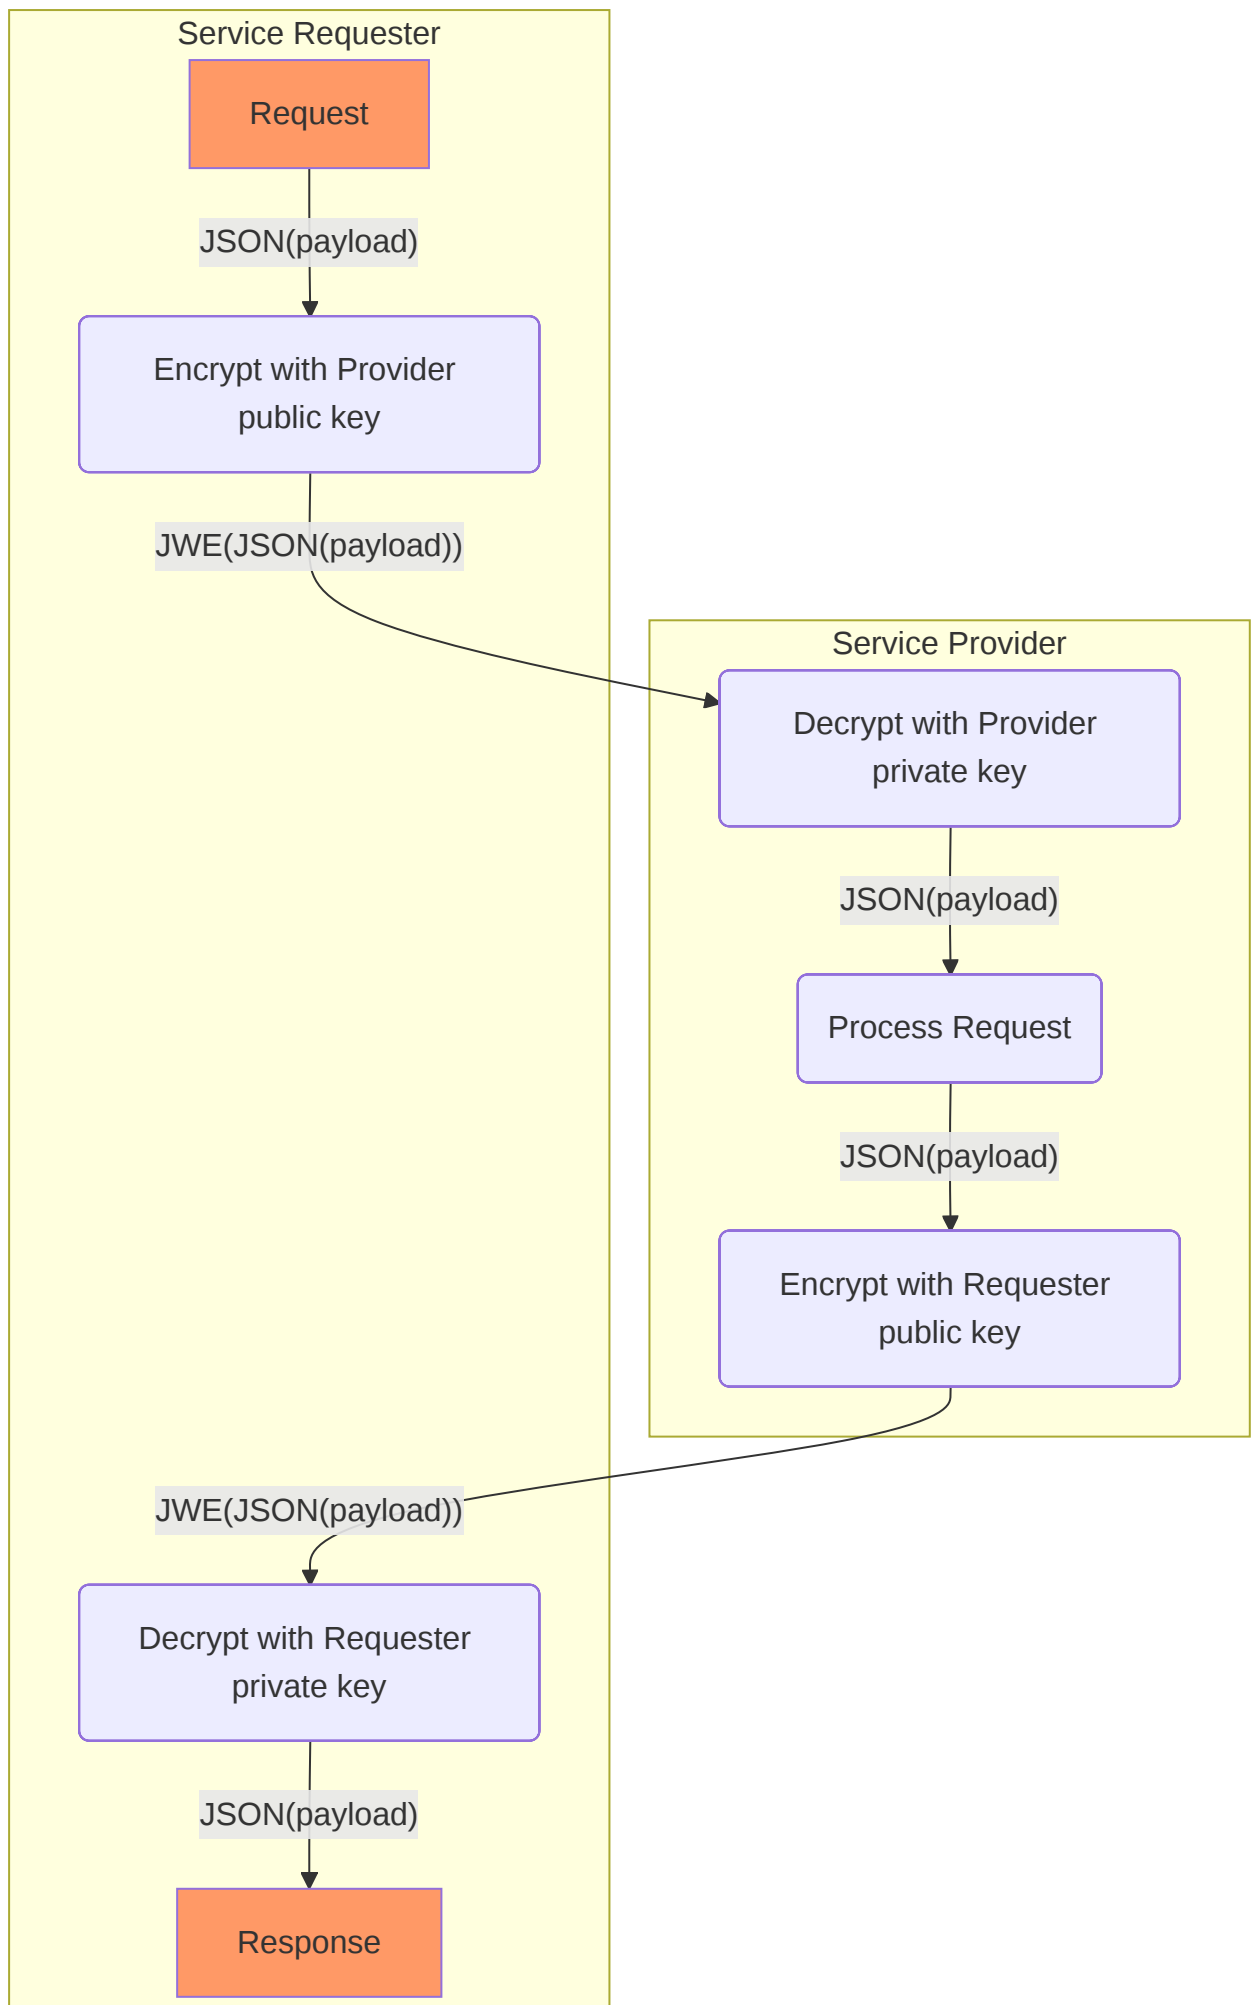 Service Requester
Request
JSON(payload)
Encrypt with Provider
public key
JWE(JSON(payload))
Service Provider
Decrypt with Provider
private key
JSON(payload)
Process Request
JSON(payload)
Encrypt with Requester
public key
JWE(JSON(payload))
Decrypt with Requester
private key
JSON(payload)
Response